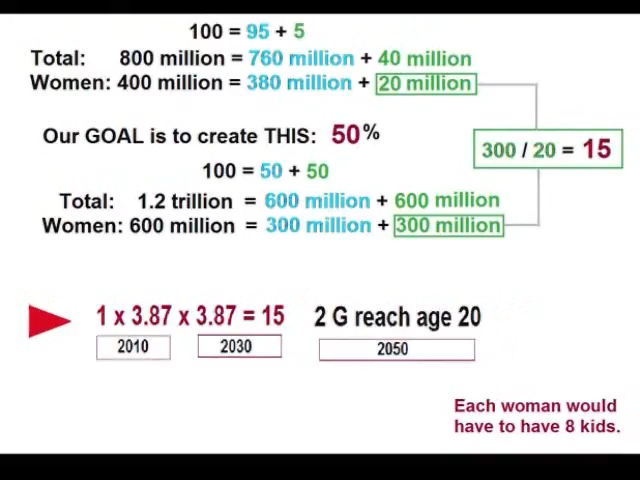 100 = 95 + 5
Total: 800 million = 760 million + 40 million
Women: 400 million = 380 million + 20 million
Our GOAL is to create THIS: 50%
300 / 20 = 15
100 = 50 + 50
Total: 1.2 trillion = 600 million + 600 million
Women: 600 million = 300 million + 300 million
1 x 3.87 x 3.87 = 15 2 G reach age 20
2010 2030 2050
Each woman would
have to have 8 kids.